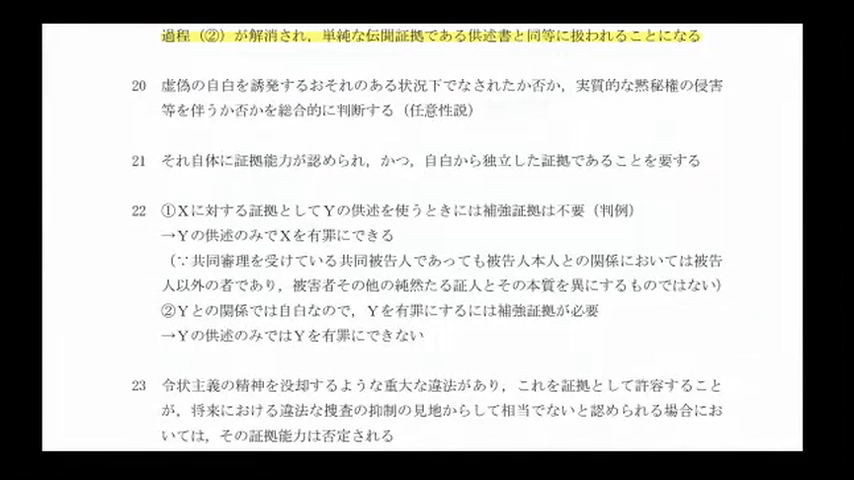 過程（②）が解消され，単純な伝聞証拠である供述書と同等に扱われることになる
20 虚偽の自白を誘発するおそれのある状況下でなされたか否か，実質的な黙秘権の侵害
等を伴うか否かを総合的に判断する（任意性説）
21 それ自体に証拠能力が認められ，かつ，自白から独立した証拠であることを要する
22 ①Xに対する証拠としてYの供述を使うときには補強証拠は不要（判例）
→Yの供述のみでXを有罪にできる
（∵共同審理を受けている共同被告人であっても被告人本人との関係においては被告
人以外の者であり，被害者その他の純然たる証人とその本質を異にするものではない）
②Yとの関係では自白なので，Yを有罪にするには補強証拠が必要
→Yの供述のみではYを有罪にできない
23 令状主義の精神を没却するような重大な違法があり，これを証拠として許容すること
が，将来における違法な捜査の抑制の見地からして相当でないと認められる場合にお
いては，その証拠能力は否定される